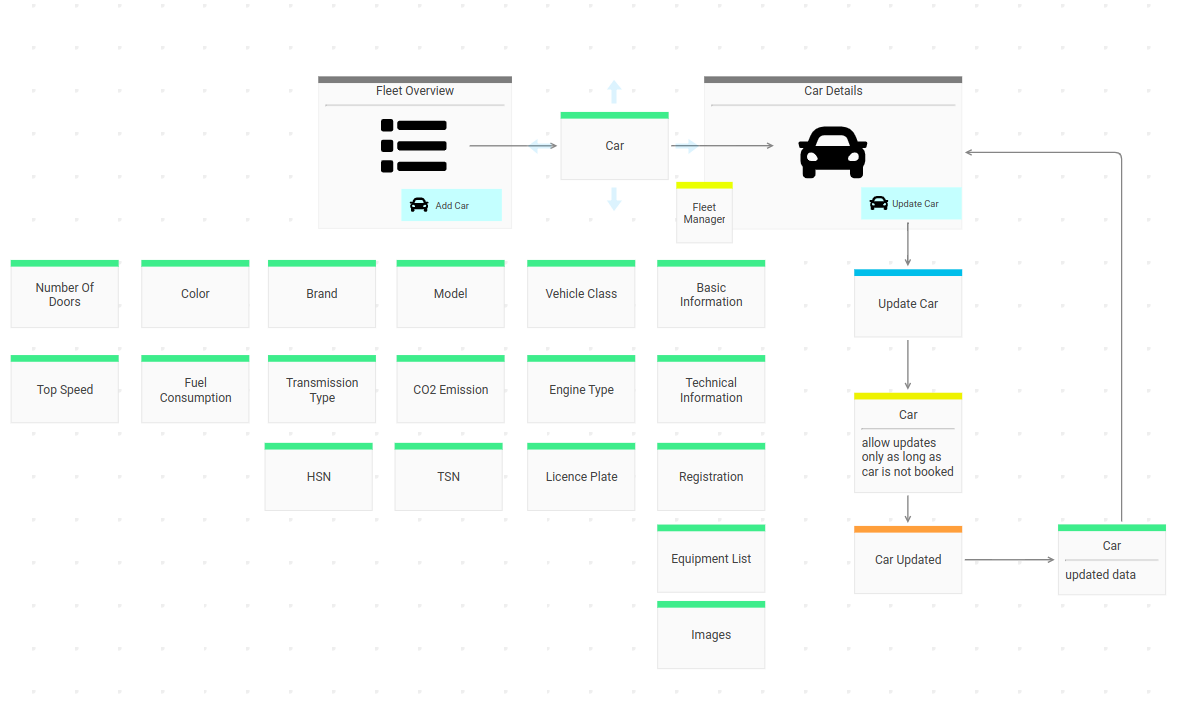 Fleet Overview
Add Car
Car
Car Details
Update Car
Fleet
Manager
Number Of
Doors
Color
Brand
Model
Vehicle Class
Basic
Information
Update Car
Top Speed
Fuel
Consumption
Transmission
Type
CO2 Emission
Engine Type
Technical
Information
Car
allow updates
only as long as
car is not booked
HSN
TSN
Licence Plate
Registration
Equipment List
Car Updated
Car
updated data
Images